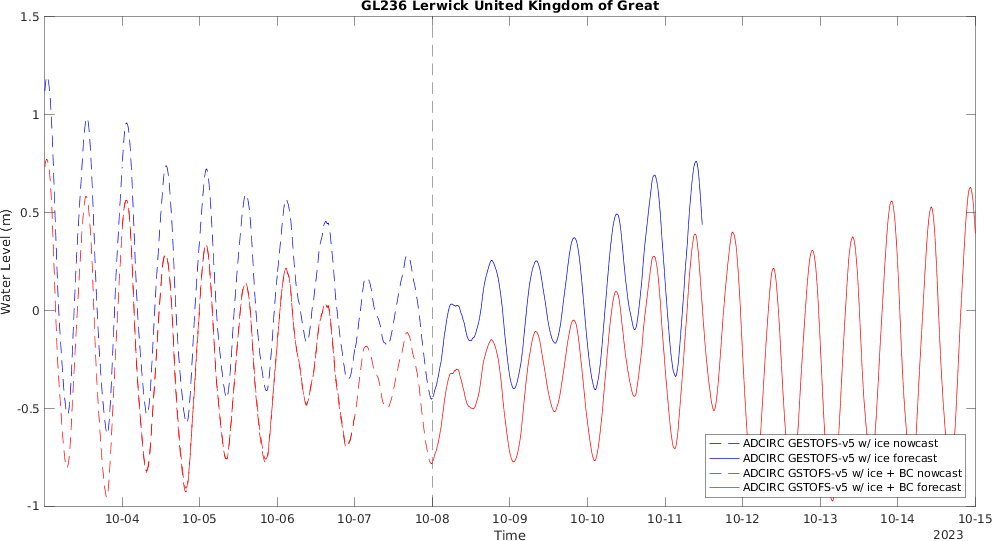 GL236 Lerwick United Kingdom of Great
1.5
1
0.5
0
-0.5
-1
Water Level (m)
10-04
10-05
10-06
10-07
10-08
10-09
10-10
10-11
10-12
10-13
10-14
10-15
Time
2023
ADCIRC GESTOFS-v5 w/ ice nowcast
ADCIRC GESTOFS-v5 w/ ice forecast
ADCIRC GSTOFS-v5 w/ ice + BC nowcast
ADCIRC GSTOFS-v5 w/ ice + BC forecast